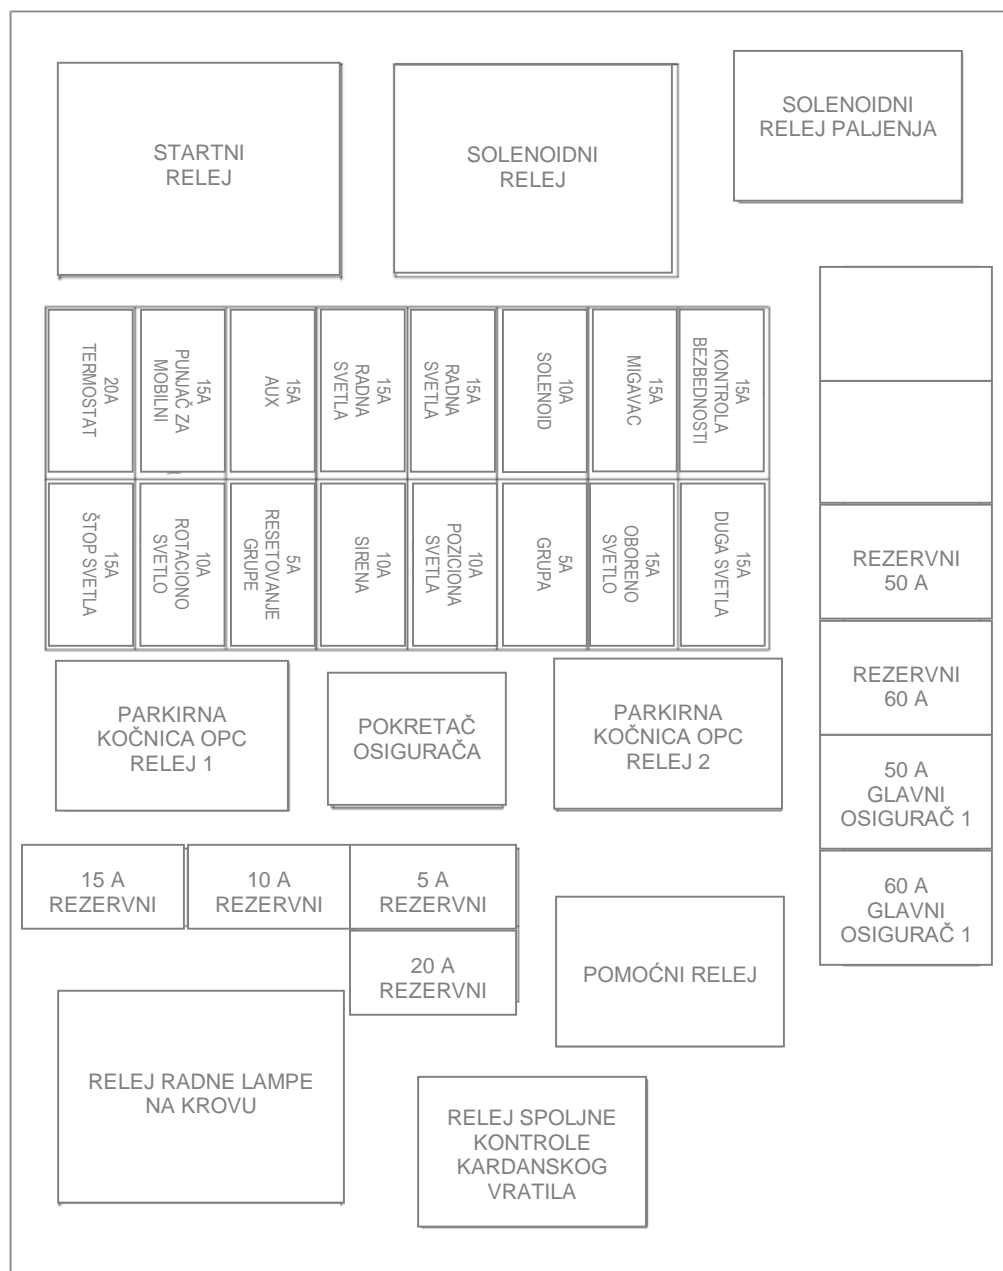 STARTNI
RELEJ
SOLENOIDNI
RELEJ
SOLENOIDNI
RELEJ PALJENJA
20A
TERMOSTAT
15A
PUNJAČ ZA
MOBILNI
15A
AUX
15A
RADNA
SVETLA
15A
RADNA
SVETLA
10A
SOLENOID
15A
MIGAVAC
15A
KONTROLA
BEZBEDNOSTI
15A
ŠTOP SVETLA
10A
ROTACIONO
SVETLO
5A
RESETOVANJE
GRUPE
10A
SIRENA
10A
POZICIONA
SVETLA
5A
GRUPA
15A
OBORENO
SVETLO
15A
DUGA SVETLA
REZERVNI
50 A
REZERVNI
60 A
50 A
GLAVNI
OSIGURAČ 1
60 A
GLAVNI
OSIGURAČ 1
PARKIRNA
KOČNICA OPC
RELEJ 1
POKRETAČ
OSIGURAČA
PARKIRNA
KOČNICA OPC
RELEJ 2
15 A
REZERVNI
10 A
REZERVNI
5 A
REZERVNI
20 A
REZERVNI
POMOĆNI RELEJ
RELEJ RADNE LAMPE
NA KROVU
RELEJ SPOLJNE
KONTROLE
KARDANSKOG
VRATILA